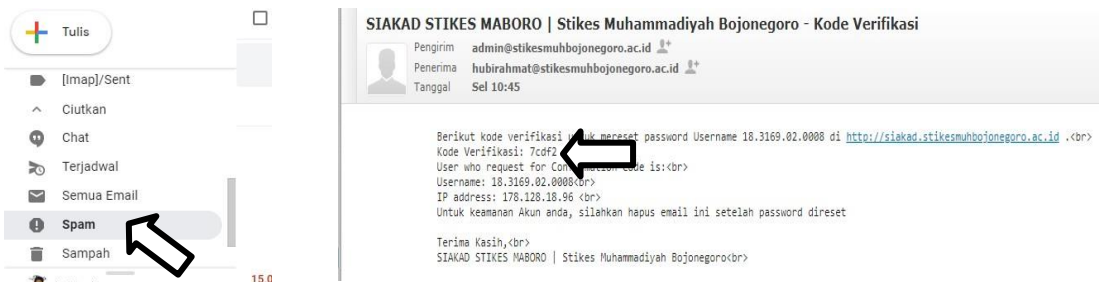 Tulis
[Imap]/Sent
Ciutkan
Chat
Terjadwal
Semua Email
Spam
Sampah
15.0
SIAKAD STIKES MABORO | Stikes Muhammadiyah Bojonegoro - Kode Verifikasi
Pengirim admin@stikesmuhbojonegoro.ac.id
Penerima hubirahmat@stikesmuhbojonegoro.ac.id
Tanggal Sel 10:45
Berikut kode verifikasi untuk mereset password Username 18.3169.02.0008 di http://siakad.stikesmuhbojonegoro.ac.id .<br>
Kode Verifikasi: 7cdf2
User who request for Confirmation Code is:<br>
Username: 18.3169.02.0008<br>
IP address: 178.128.18.96 <br>
Untuk keamanan Akun anda, silahkan hapus email ini setelah password direset
Terima Kasih,<br>
SIAKAD STIKES MABORO | Stikes Muhammadiyah Bojonegoro<br>